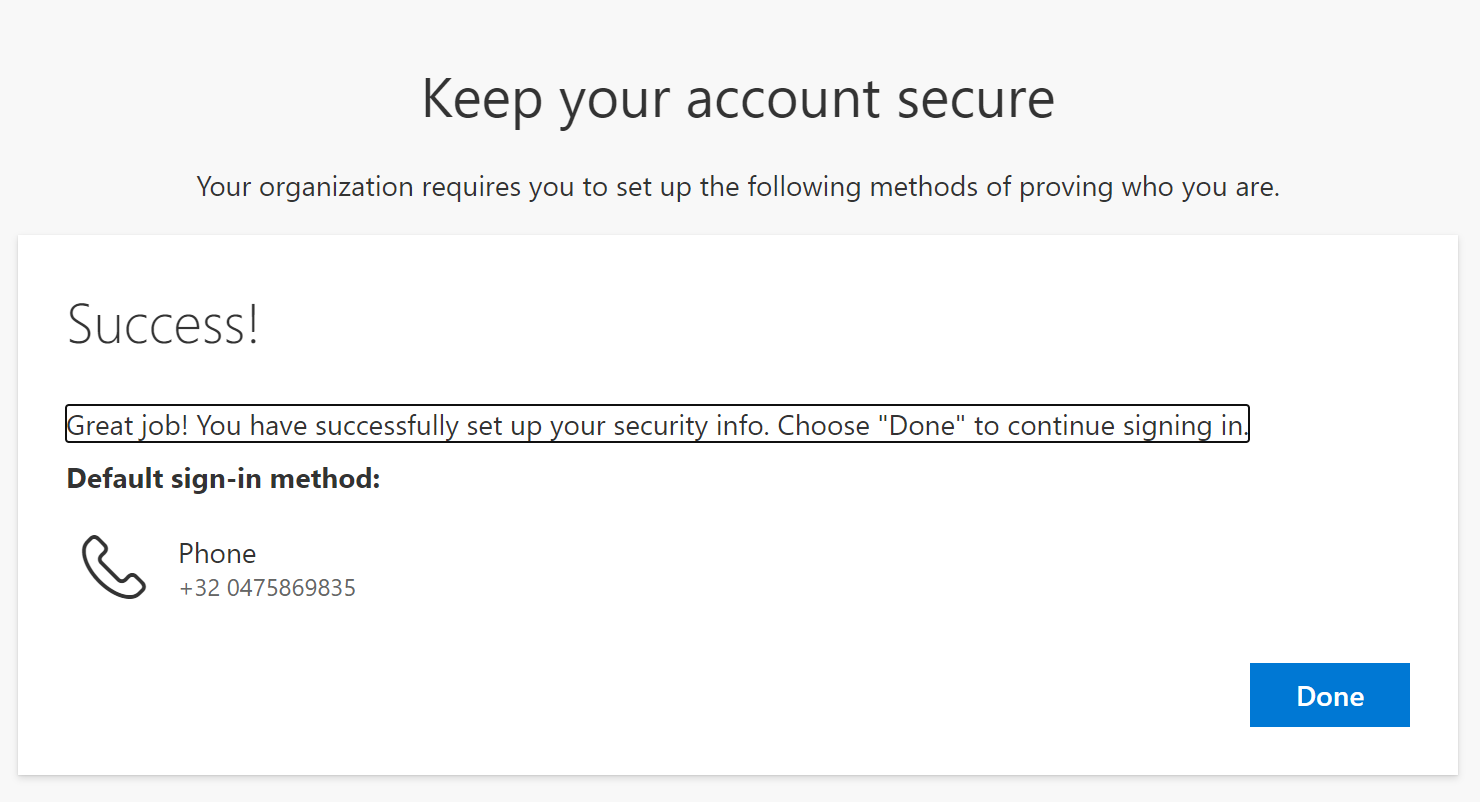 Keep your account secure
Your organization requires you to set up the following methods of proving who you are.
Success!
Great job! You have successfully set up your security info. Choose "Done" to continue signing in.
Default sign-in method:
Phone
+32 0475869835
Done